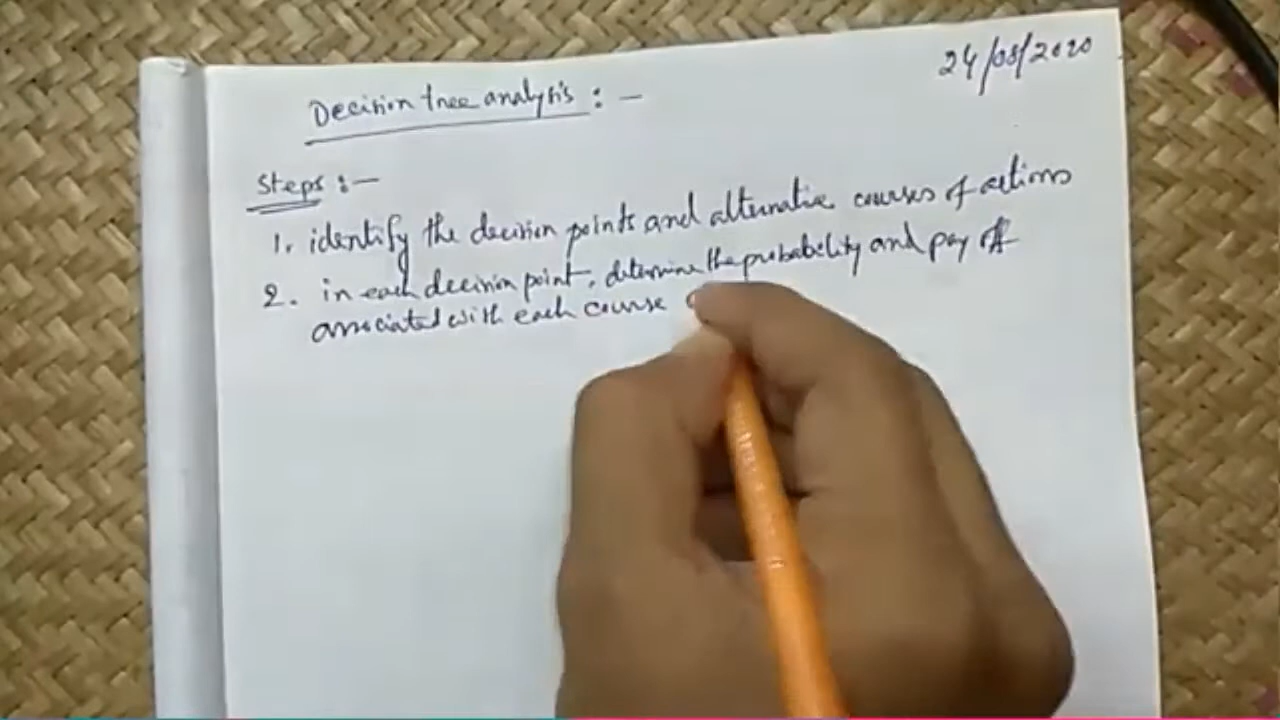 24/08/2020
Decision tree analysis : -
Steps : -
1. identify the decision points and alternative courses of actions
2. in each decision point, determine the probability and pay off
associated with each course